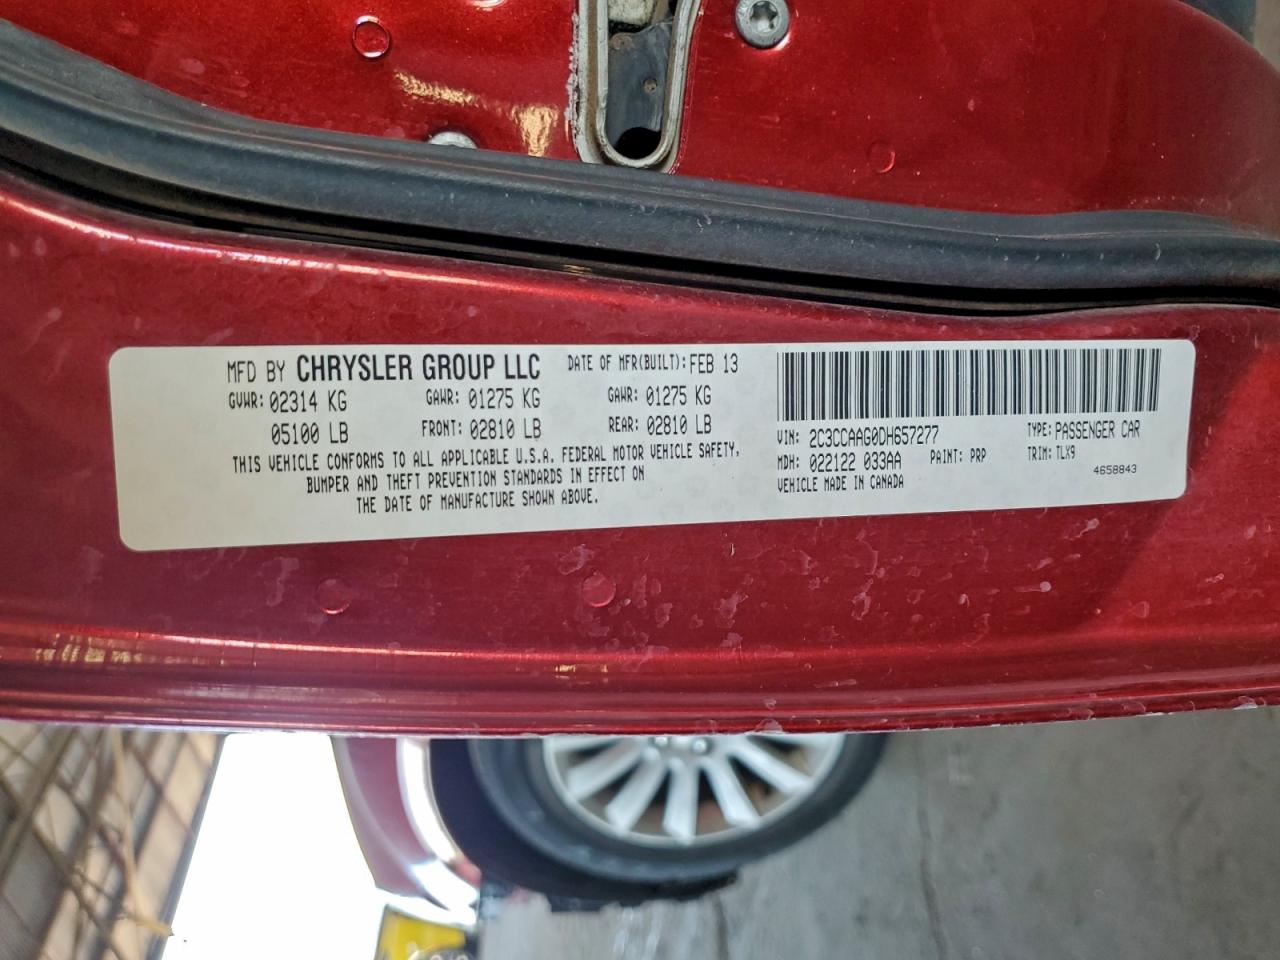 MFD BY CHRYSLER GROUP LLC DATE OF MFR(BUILT): FEB 13
GVWR: 02314 KG GAWR: 01275 KG GAWR: 01275 KG
05100 LB FRONT: 02810 LB REAR: 02810 LB
THIS VEHICLE CONFORMS TO ALL APPLICABLE U.S.A. FEDERAL MOTOR VEHICLE SAFETY,
BUMPER AND THEFT PREVENTION STANDARDS IN EFFECT ON
THE DATE OF MANUFACTURE SHOWN ABOVE.
VIN: 2C3CCAAG0DH657277 TYPE: PASSENGER CAR
MDH: 022122 033AA PAINT: PRP TRIM: TLX9
VEHICLE MADE IN CANADA 4658843